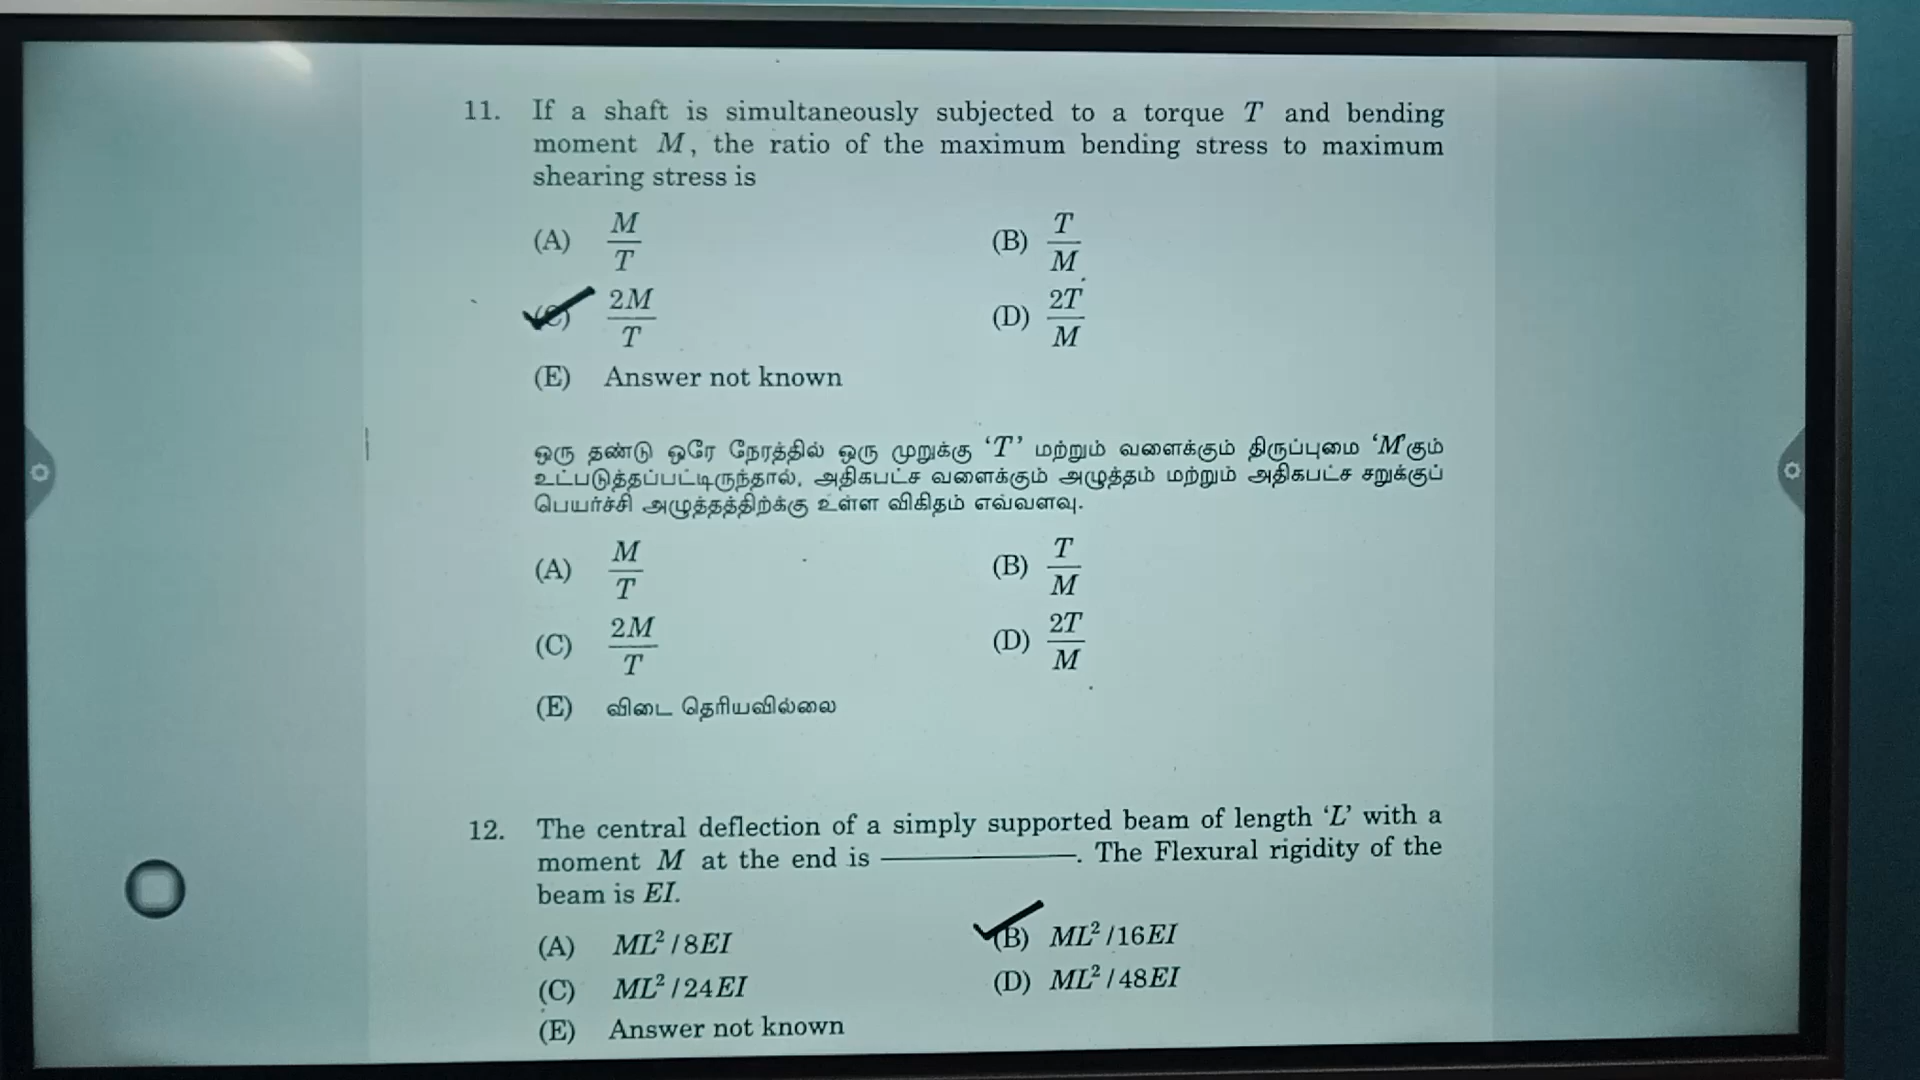 11. If a shaft is simultaneously subjected to a torque T and bending
moment M, the ratio of the maximum bending stress to maximum
shearing stress is
(A) M/T (B) T/M
(C) 2M/T (D) 2T/M
(E) Answer not known
ஒரு தண்டு ஒரே நேரத்தில் ஒரு முறுக்கு ‘T’ மற்றும் வளைக்கும் திருப்புமை ‘M’கும்
உட்படுத்தப்பட்டிருந்தால், அதிகபட்ச வளைக்கும் அழுத்தம் மற்றும் அதிகபட்ச சறுக்குப்
பெயர்ச்சி அழுத்தத்திற்க்கு உள்ள விகிதம் எவ்வளவு.
(A) M/T (B) T/M
(C) 2M/T (D) 2T/M
(E) விடை தெரியவில்லை
12. The central deflection of a simply supported beam of length ‘L’ with a
moment M at the end is ————. The Flexural rigidity of the
beam is EI.
(A) ML²/8EI (B) ML²/16EI
(C) ML²/24EI (D) ML²/48EI
(E) Answer not known